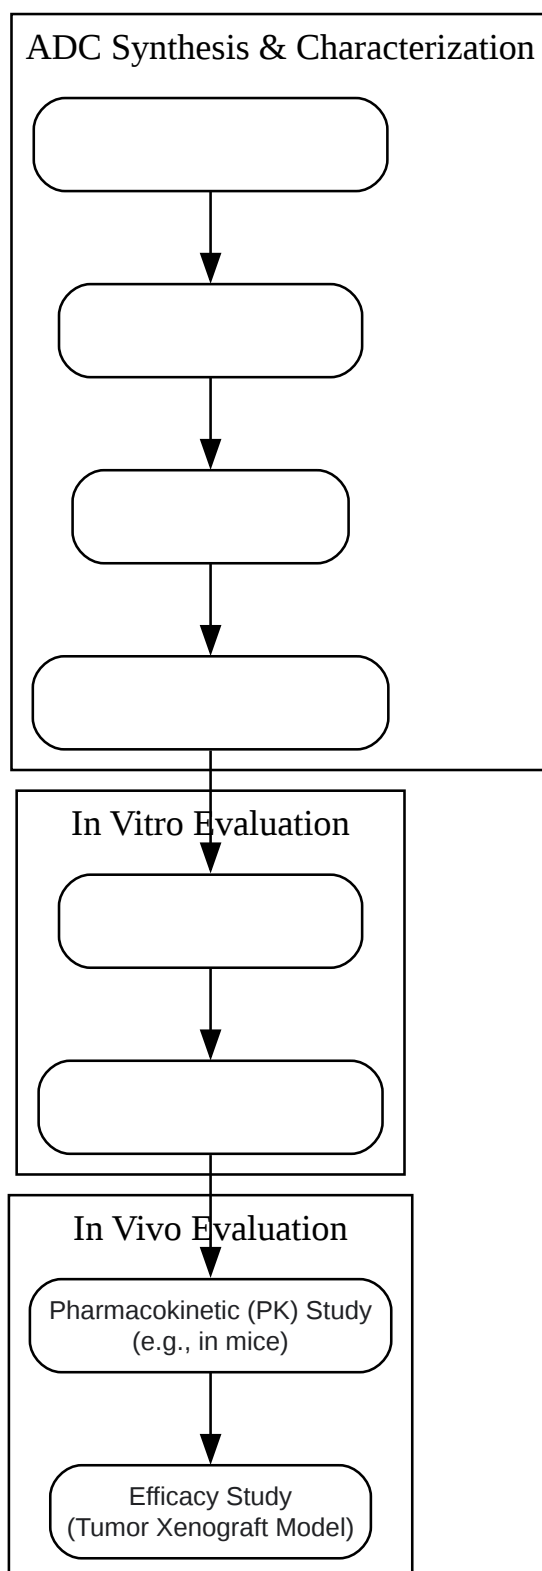 ADC Synthesis & Characterization
In Vitro Evaluation
In Vivo Evaluation
Pharmacokinetic (PK) Study
(e.g., in mice)
Efficacy Study
(Tumor Xenograft Model)